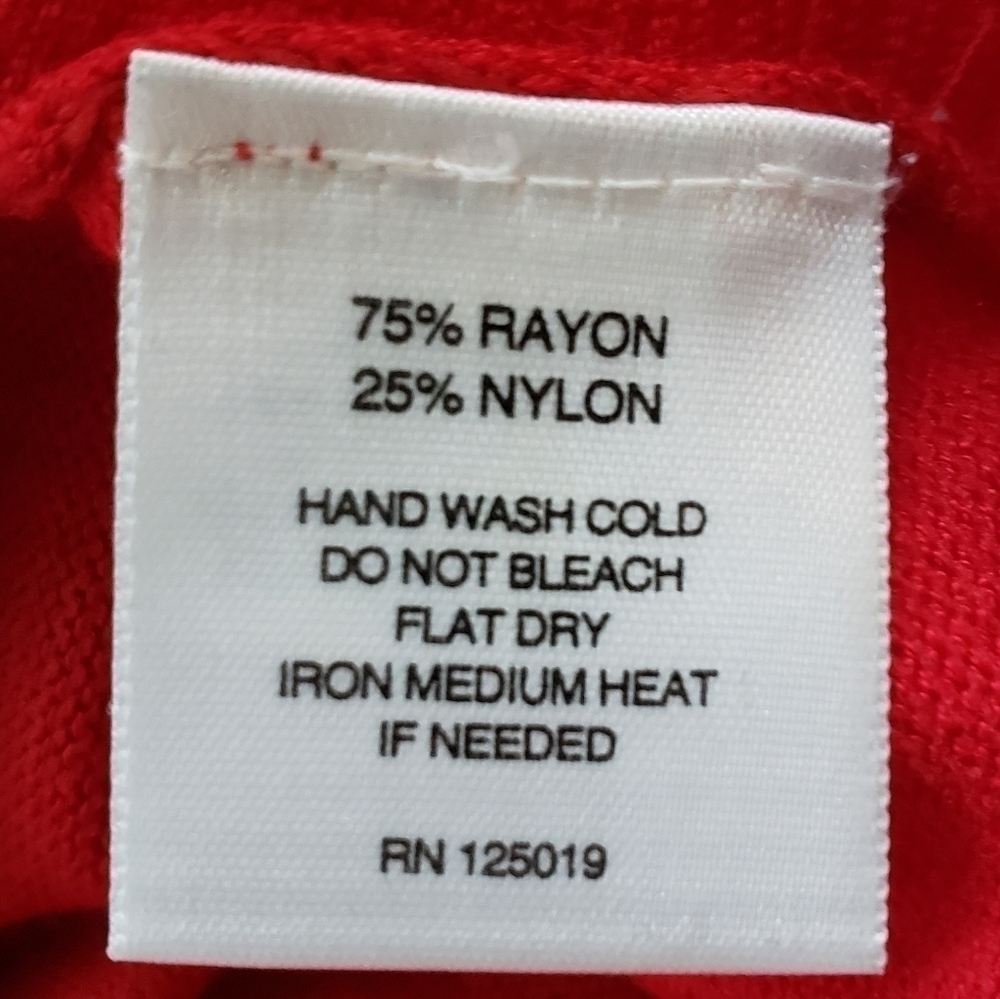 75% RAYON
25% NYLON
HAND WASH COLD
DO NOT BLEACH
FLAT DRY
IRON MEDIUM HEAT
IF NEEDED
RN 125019